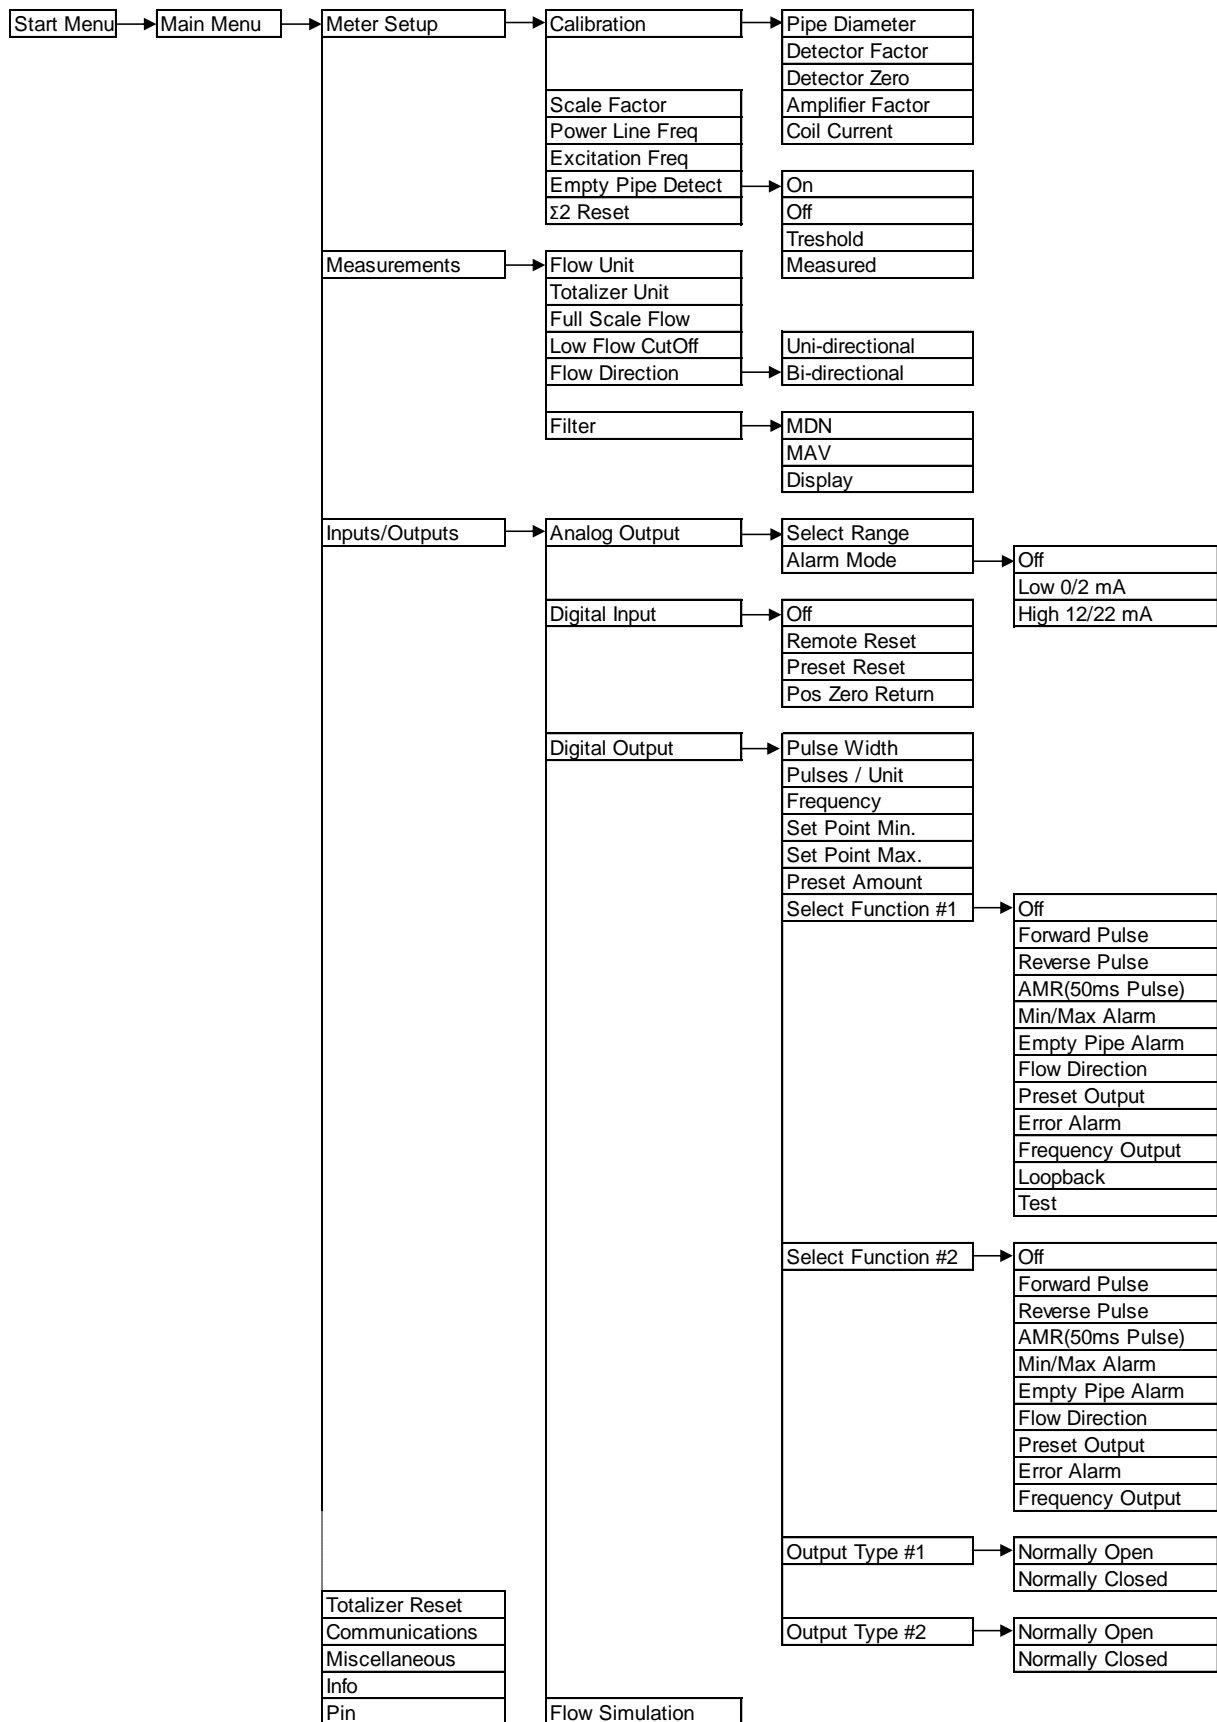 Start Menu
Main Menu
Meter Setup
Calibration
Pipe Diameter
Detector Factor
Detector Zero
Amplifier Factor
Coil Current
Scale Factor
Power Line Freq
Excitation Freq
Empty Pipe Detect
On
Off
Treshold
Measured
Σ2 Reset
Measurements
Flow Unit
Totalizer Unit
Full Scale Flow
Low Flow CutOff
Flow Direction
Uni-directional
Bi-directional
Filter
MDN
MAV
Display
Inputs/Outputs
Analog Output
Select Range
Alarm Mode
Off
Low 0/2 mA
High 12/22 mA
Digital Input
Off
Remote Reset
Preset Reset
Pos Zero Return
Digital Output
Pulse Width
Pulses / Unit
Frequency
Set Point Min.
Set Point Max.
Preset Amount
Select Function #1
Off
Forward Pulse
Reverse Pulse
AMR(50ms Pulse)
Min/Max Alarm
Empty Pipe Alarm
Flow Direction
Preset Output
Error Alarm
Frequency Output
Loopback
Test
Select Function #2
Off
Forward Pulse
Reverse Pulse
AMR(50ms Pulse)
Min/Max Alarm
Empty Pipe Alarm
Flow Direction
Preset Output
Error Alarm
Frequency Output
Output Type #1
Normally Open
Normally Closed
Output Type #2
Normally Open
Normally Closed
Flow Simulation
Totalizer Reset
Communications
Miscellaneous
Info
Pin